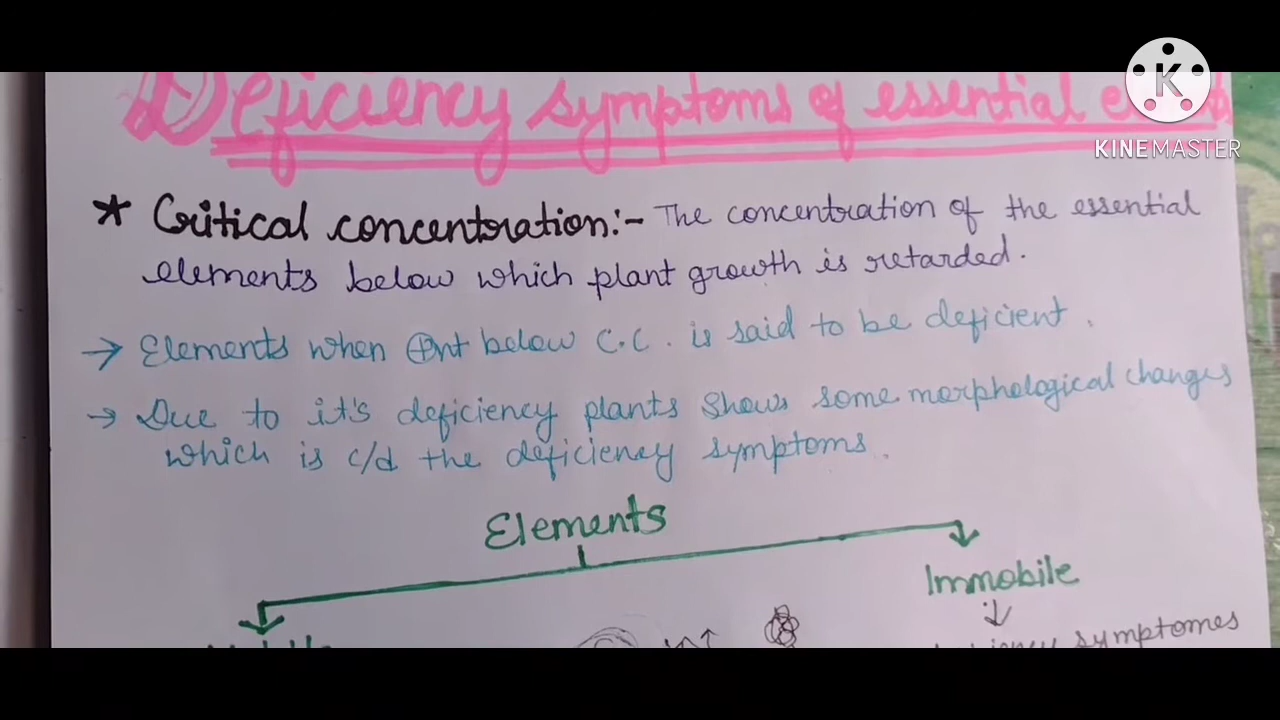 Deficiency symptoms of essential
K
KINEMASTER
* Critical concentration:- The concentration of the essential
elements below which plant growth is retarded.
→ Elements when ⊕nt below C.C. is said to be deficient.
→ Due to it's deficiency plants shows some morphological changes
which is c/d the deficiency symptoms.
Elements
Immobile
symptomes